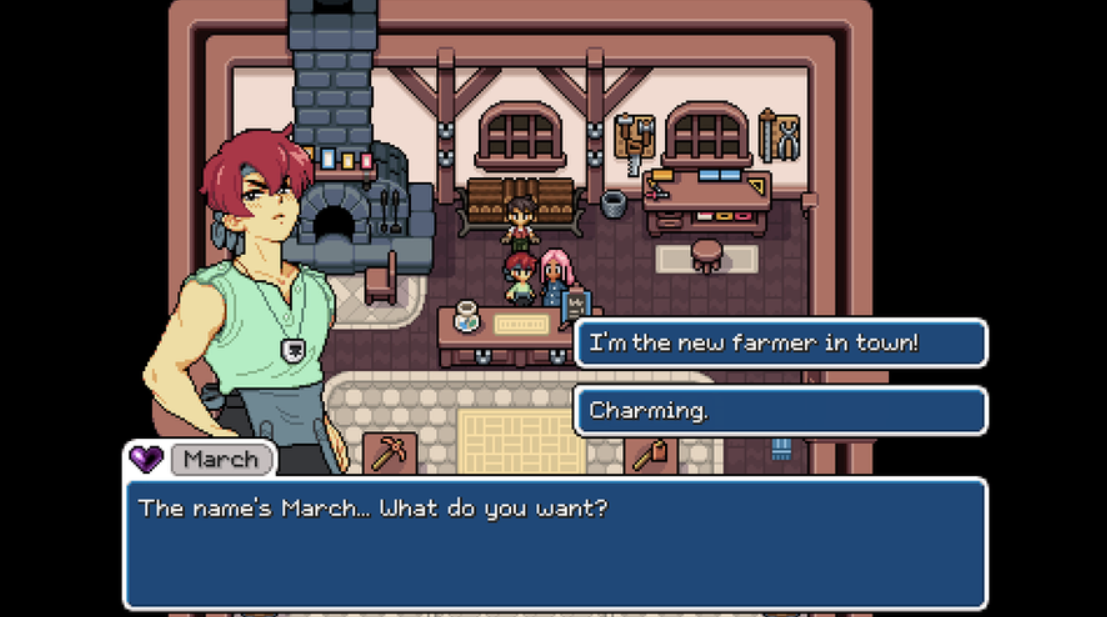 I'm the new farmer in town!
Charming.
March
The name's March... What do you want?